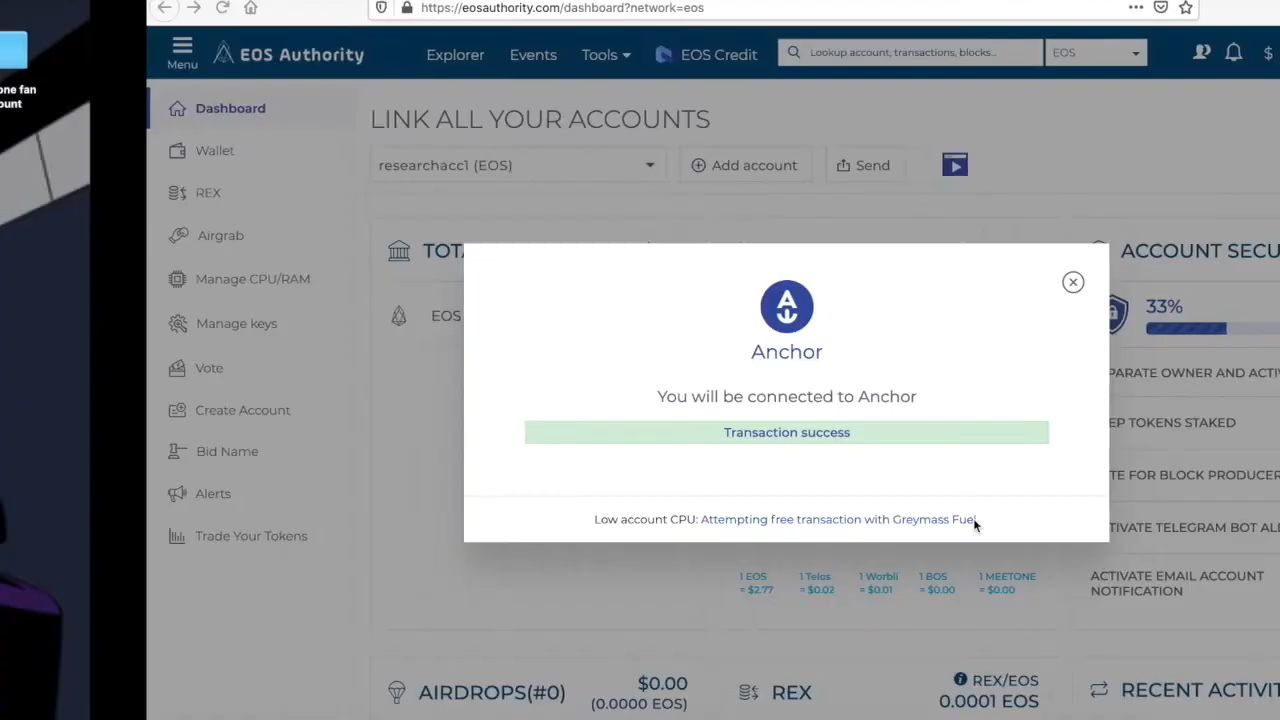 https://eosauthority.com/dashboard?network=eos
one fan
ount
Menu
EOS Authority
Explorer
Events
Tools
EOS Credit
Lookup account, transactions, blocks...
EOS
$
Dashboard
Wallet
REX
Airgrab
Manage CPU/RAM
Manage keys
Vote
Create Account
Bid Name
Alerts
Trade Your Tokens
LINK ALL YOUR ACCOUNTS
researchacc1 (EOS)
Add account
Send
TOTA
EOS
Anchor
You will be connected to Anchor
Transaction success
Low account CPU: Attempting free transaction with Greymass Fuel
ACCOUNT SECU
33%
PARATE OWNER AND ACTI
EP TOKENS STAKED
TE FOR BLOCK PRODUCER
TIVATE TELEGRAM BOT AL
ACTIVATE EMAIL ACCOUNT
NOTIFICATION
1 EOS
= $2.77
1 Telos
= $0.02
1 Worbli
= $0.01
1 BOS
= $0.00
1 MEETONE
= $0.00
AIRDROPS(#0)
$0.00
(0.0000 EOS)
REX
REX/EOS
0.0001 EOS
RECENT ACTIVIT